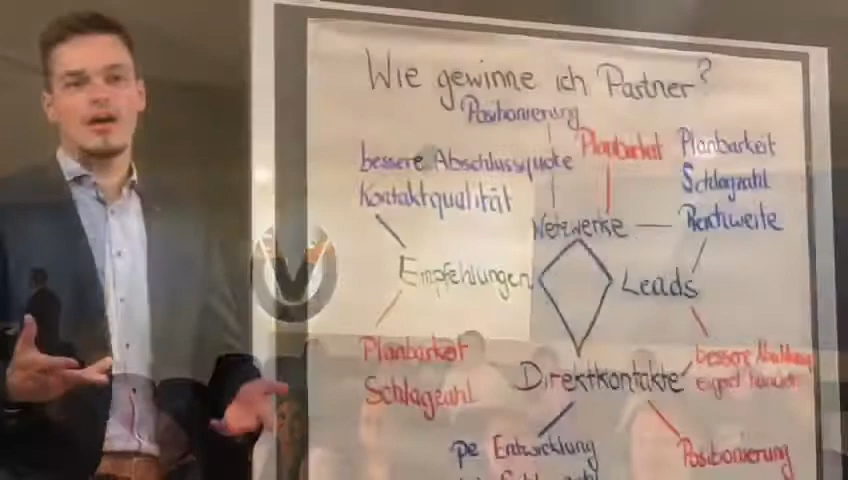 Wie gewinne ich Partner?
Positionierung
bessere Abschlussquote
Kontaktqualität
Planbarkeit
Planbarkeit
Schlagzahl
Reichweite
Netzwerke
Empfehlungen
Leads
Planbarkeit
Schlagzahl
Direktkontakte
bessere
pe Entwicklung
Positionierung